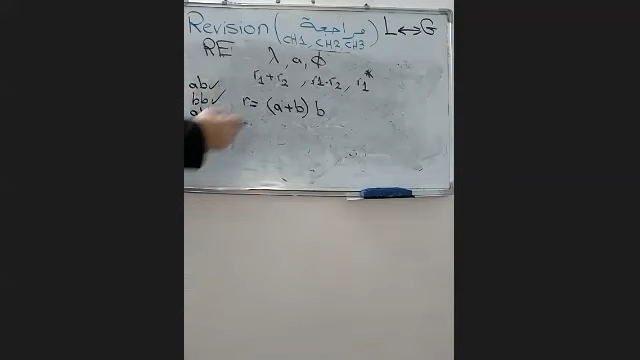 Revision (مراجعة) L↔G
CH1, CH2 CH3
RE λ, a, ϕ
r1+r2, r1.r2, r1*
ab✓
bb✓
r= (a+b) b